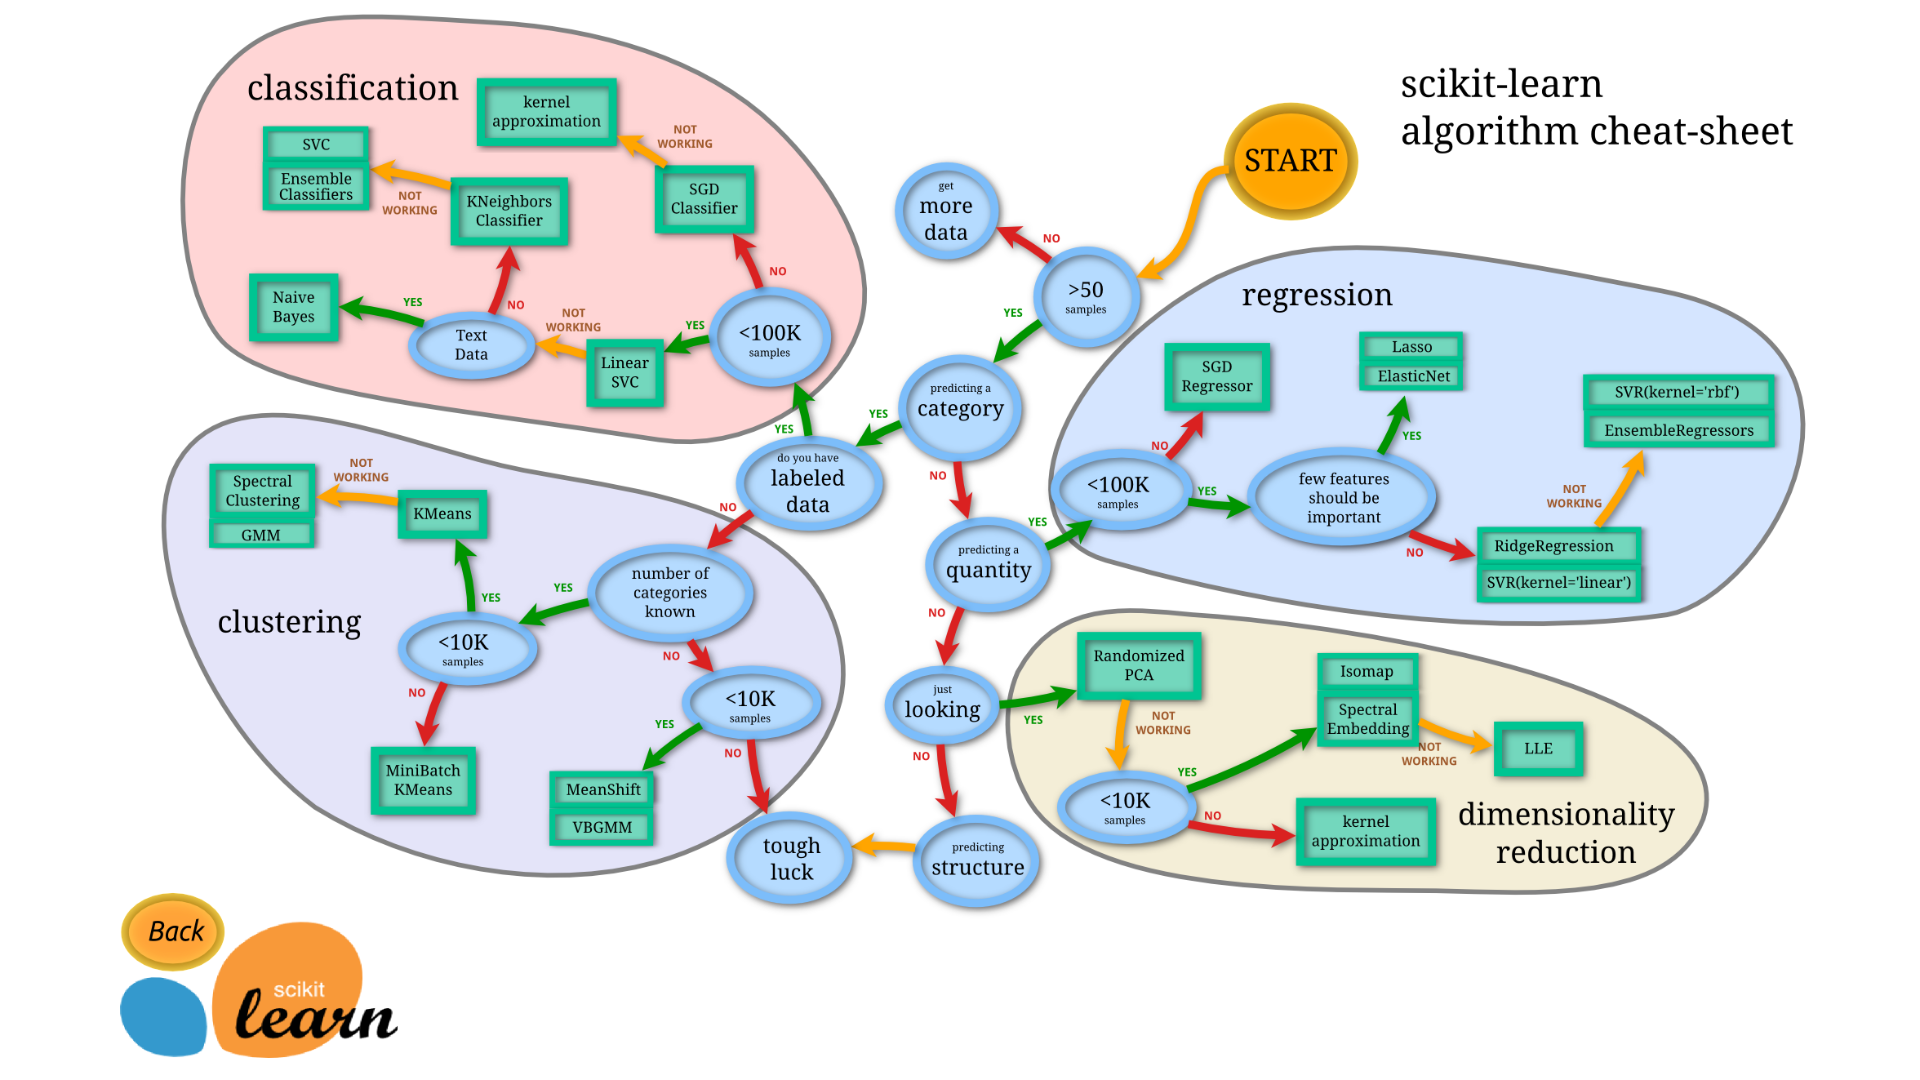 scikit-learn
algorithm cheat-sheet
START
get
more
data
NO
>50
samples
YES
predicting a
category
YES
NO
do you have
labeled
data
YES
NO
predicting a
quantity
YES
NO
just
looking
YES
NO
predicting
structure
tough
luck
classification
kernel
approximation
NOT
WORKING
SVC
Ensemble
Classifiers
NOT
WORKING
KNeighbors
Classifier
SGD
Classifier
NO
Naive
Bayes
YES
NO
Text
Data
NOT
WORKING
Linear
SVC
YES
<100K
samples
regression
SGD
Regressor
NO
Lasso
ElasticNet
YES
SVR(kernel='rbf')
EnsembleRegressors
NOT
WORKING
<100K
samples
YES
few features
should be
important
NO
RidgeRegression
SVR(kernel='linear')
clustering
Spectral
Clustering
GMM
NOT
WORKING
KMeans
YES
number of
categories
known
YES
NO
<10K
samples
NO
MiniBatch
KMeans
<10K
samples
YES
NO
MeanShift
VBGMM
dimensionality
reduction
Randomized
PCA
NOT
WORKING
<10K
samples
YES
NO
Isomap
Spectral
Embedding
NOT
WORKING
LLE
kernel
approximation
Back
scikit
learn